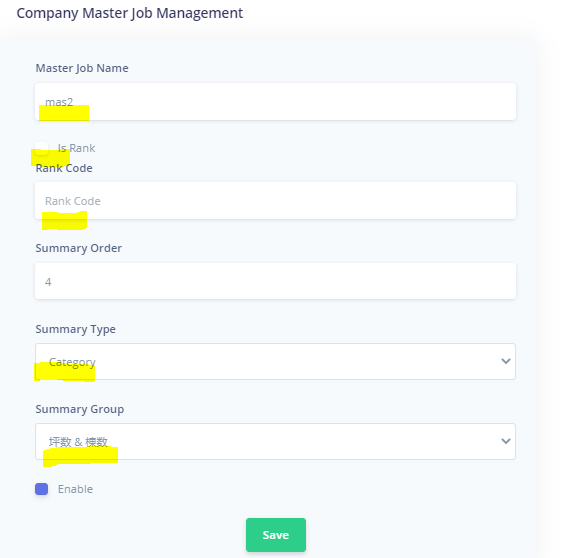 Company Master Job Management
Master Job Name
mas2
Is Rank
Rank Code
Rank Code
Summary Order
4
Summary Type
Category
Summary Group
坪数 & 棟数
Enable
Save